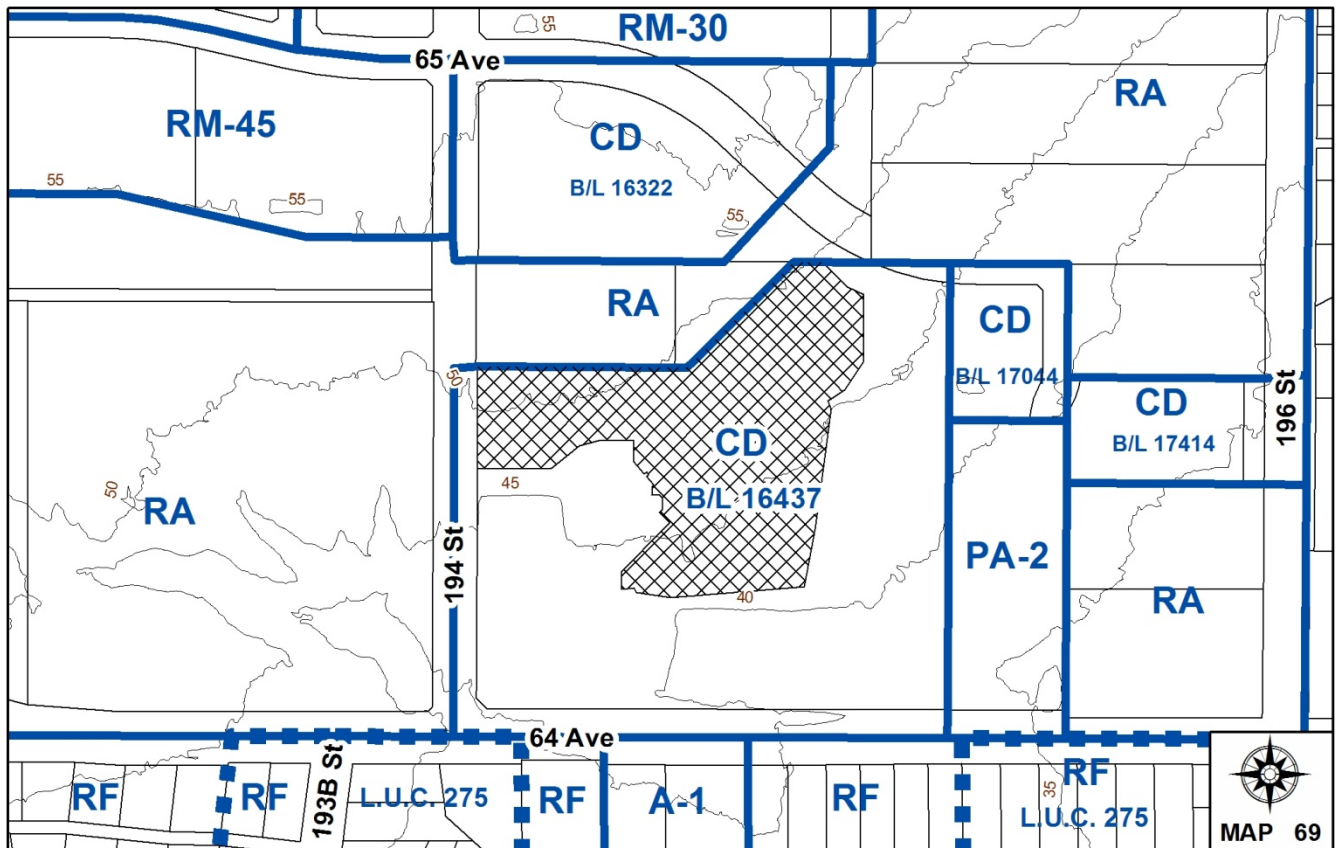 55
RM-30
65 Ave
RA
RM-45
CD
B/L 16322
55
55
55
RA
CD
B/L 17044
50
CD
B/L 17414
196 St
CD
B/L 16437
45
50
RA
194 St
PA-2
40
RA
64 Ave
RF
RF
193B St
L.U.C. 275
RF
A-1
RF
RF
35
L.U.C. 275
MAP 69